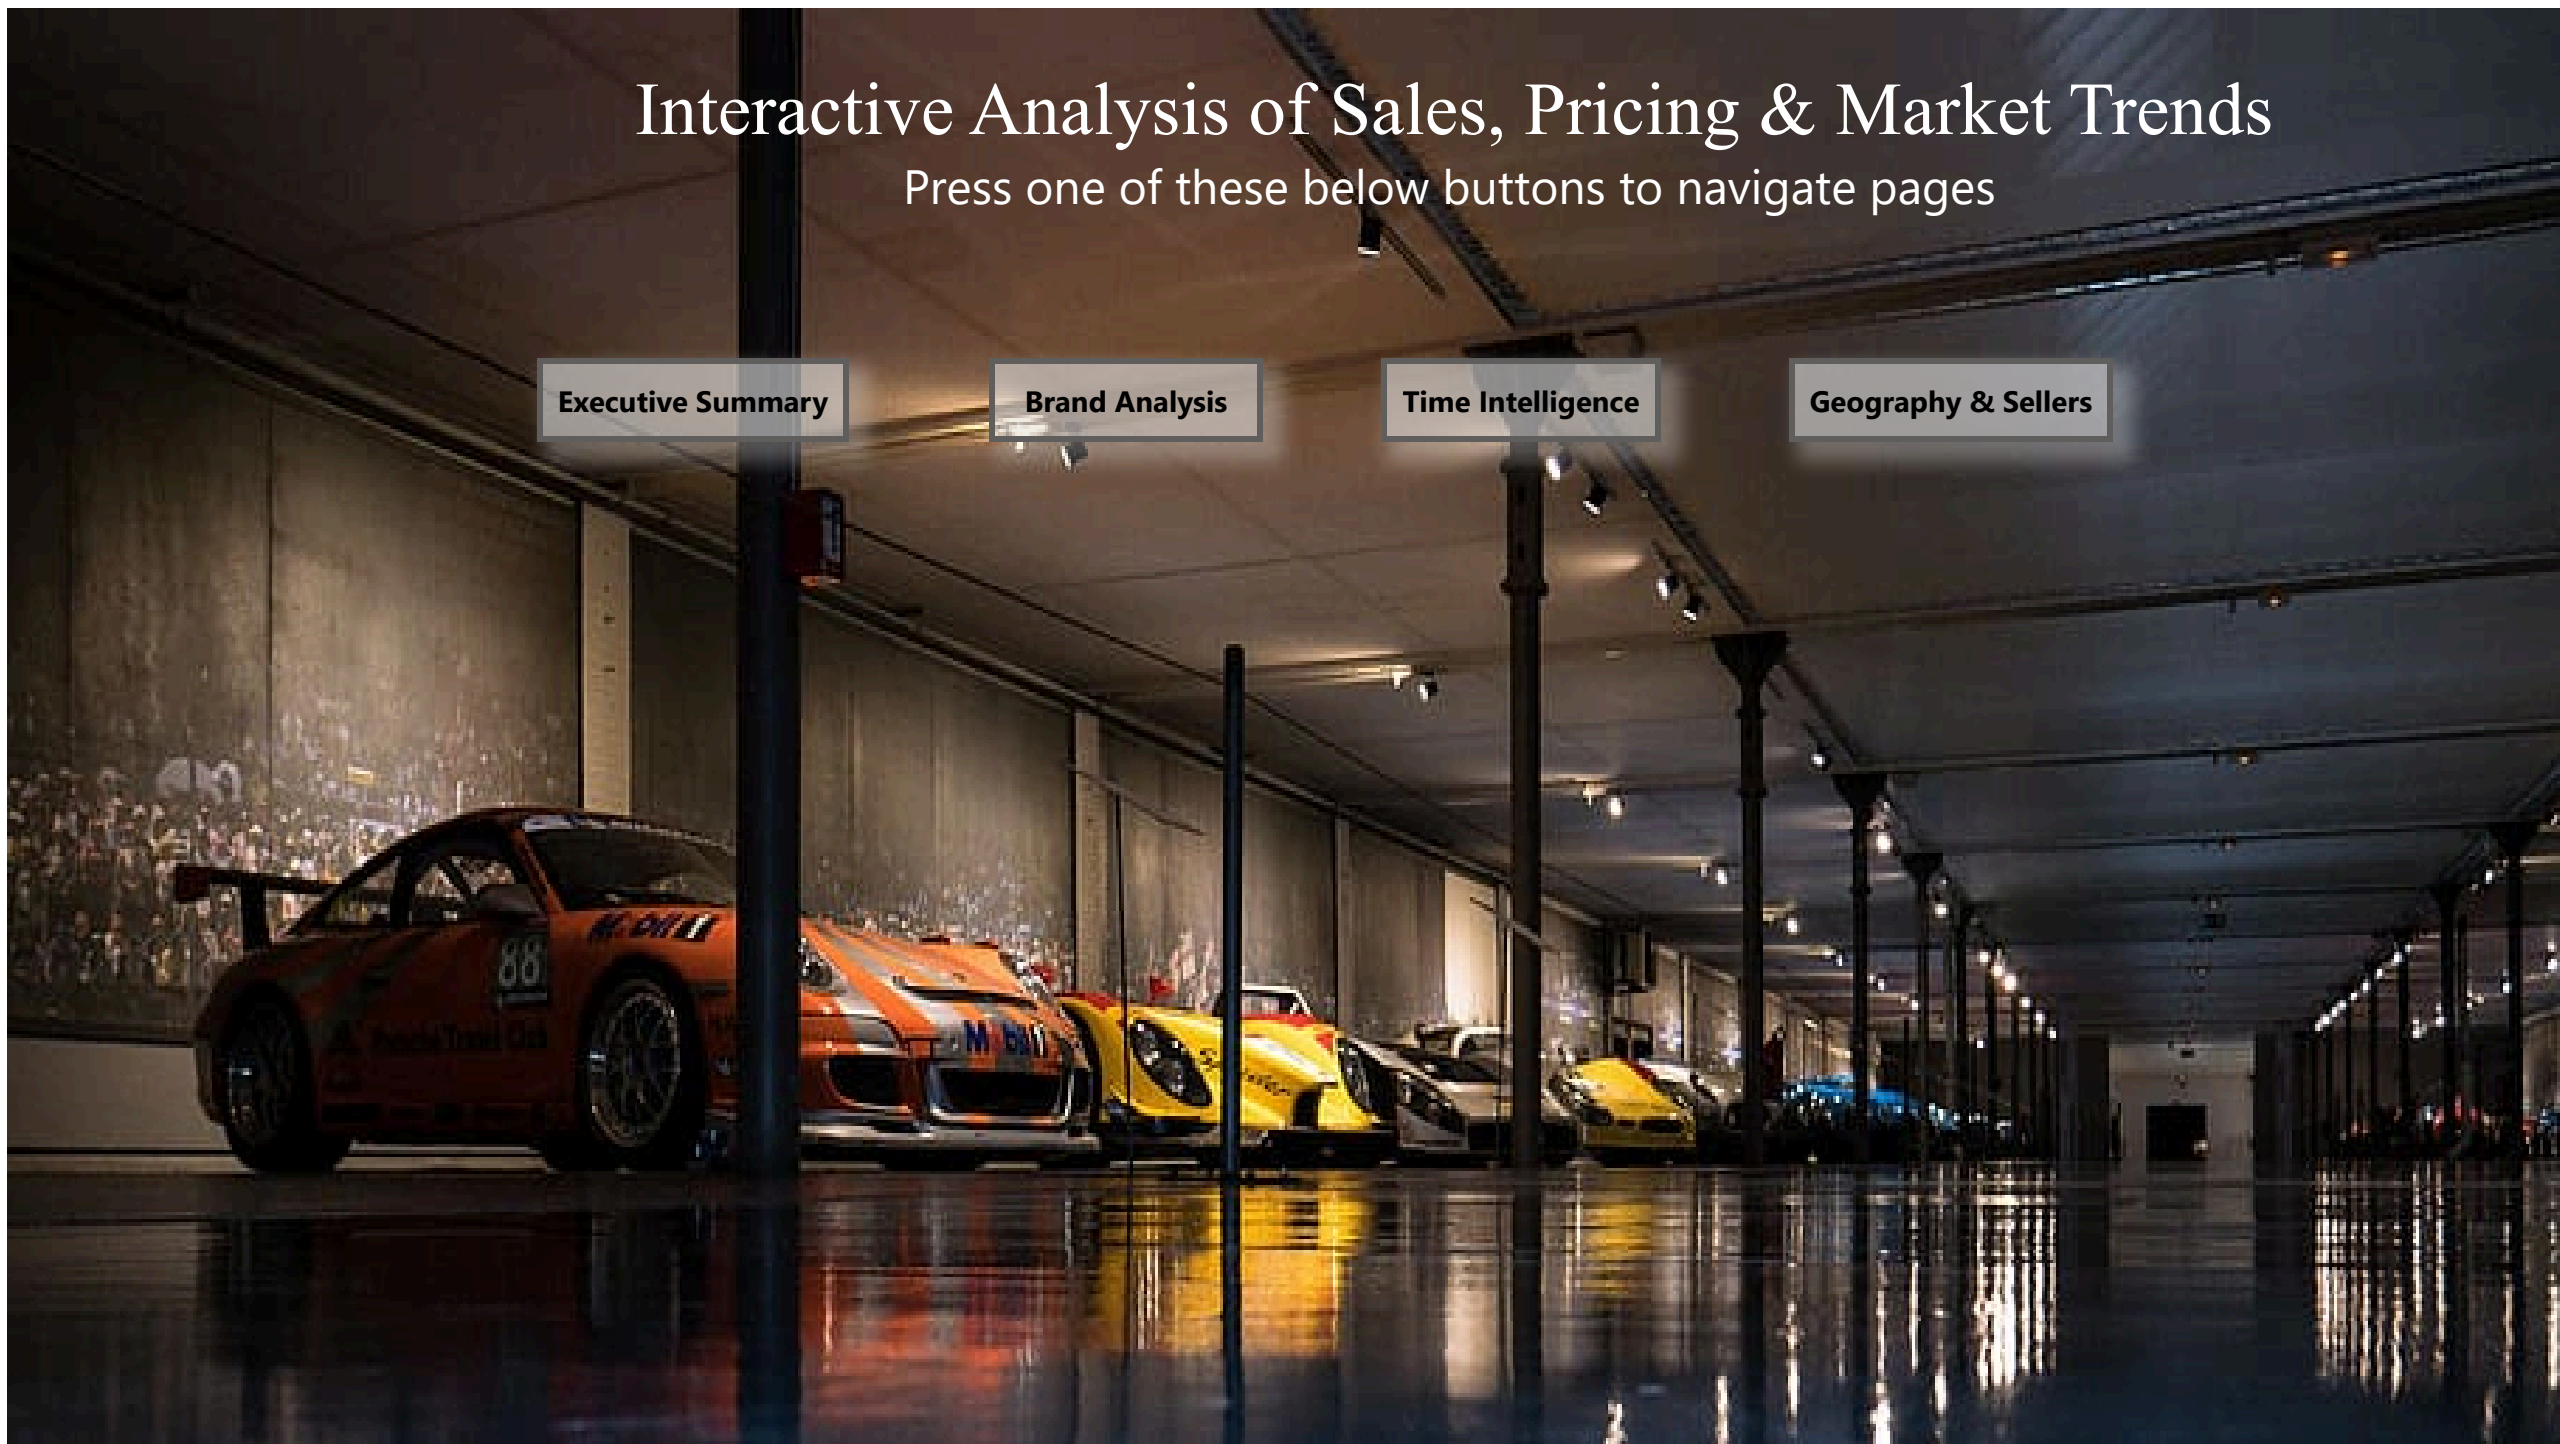 Interactive Analysis of Sales, Pricing & Market Trends
Press one of these below buttons to navigate pages
Executive Summary
Brand Analysis
Time Intelligence
Geography & Sellers
88